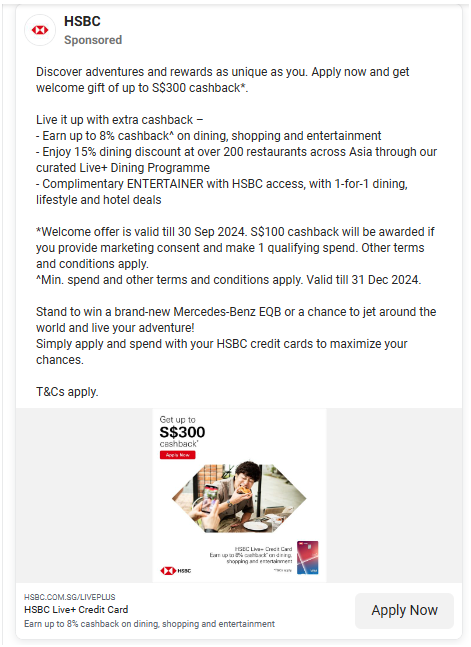 HSBC
Sponsored
Discover adventures and rewards as unique as you. Apply now and get
welcome gift of up to S$300 cashback*.
Live it up with extra cashback –
- Earn up to 8% cashback^ on dining, shopping and entertainment
- Enjoy 15% dining discount at over 200 restaurants across Asia through our
curated Live+ Dining Programme
- Complimentary ENTERTAINER with HSBC access, with 1-for-1 dining,
lifestyle and hotel deals
*Welcome offer is valid till 30 Sep 2024. S$100 cashback will be awarded if
you provide marketing consent and make 1 qualifying spend. Other terms
and conditions apply.
^Min. spend and other terms and conditions apply. Valid till 31 Dec 2024.
Stand to win a brand-new Mercedes-Benz EQB or a chance to jet around the
world and live your adventure!
Simply apply and spend with your HSBC credit cards to maximize your
chances.
T&Cs apply.
Get up to
S$300
cashback*
Apply Now
HSBC Live+ Credit Card
Earn up to 8% cashback^ on dining,
shopping and entertainment
HSBC
VISA
HSBC.COM.SG/LIVEPLUS
HSBC Live+ Credit Card
Earn up to 8% cashback on dining, shopping and entertainment
Apply Now